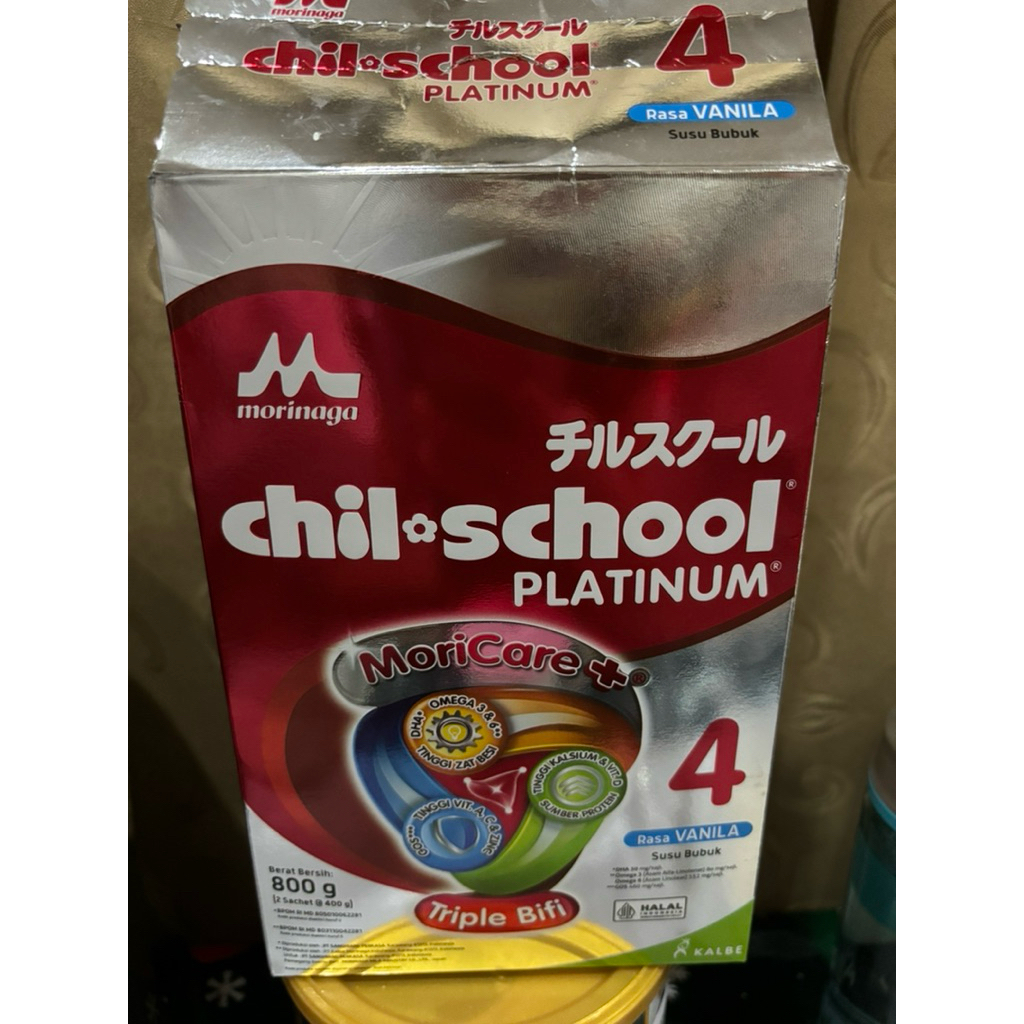 morinaga
チルスクール
chil school
PLATINUM®
4
Rasa VANILA
Susu Bubuk
morinaga
チルスクール
chil school®
PLATINUM®
MoriCare +®
DHA* OMEGA 3 & 6**
TINGGI ZAT BESI
TINGGI KALSIUM & VIT. D
SUMBER PROTEIN
TINGGI VIT. A, C & ZINC
GOS***
4
Rasa VANILA
Susu Bubuk
Triple Bifi
Berat Bersih:
800 g
(2 Sachet @ 400 g)
HALAL
INDONESIA
KALBE